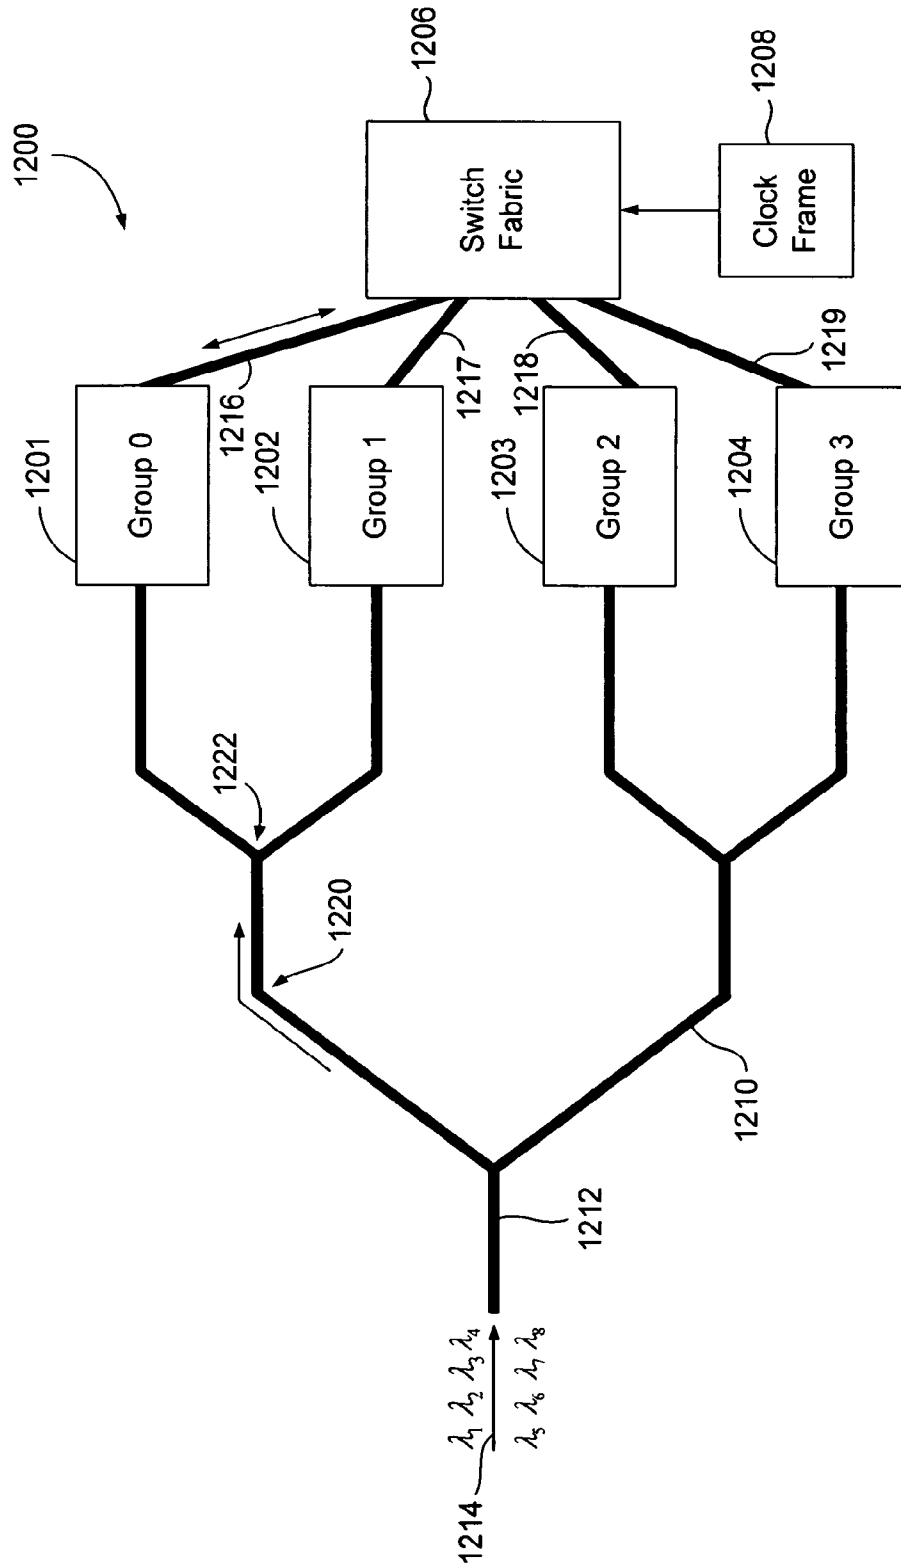 1200
1201
Group 0
1216
1202
Group 1
1217
1206
Switch
Fabric
1208
Clock
Frame
1218
1203
Group 2
1219
1204
Group 3
1222
1220
1210
1212
λ₁ λ₂ λ₃ λ₄
λ₅ λ₆ λ₇ λ₈
1214